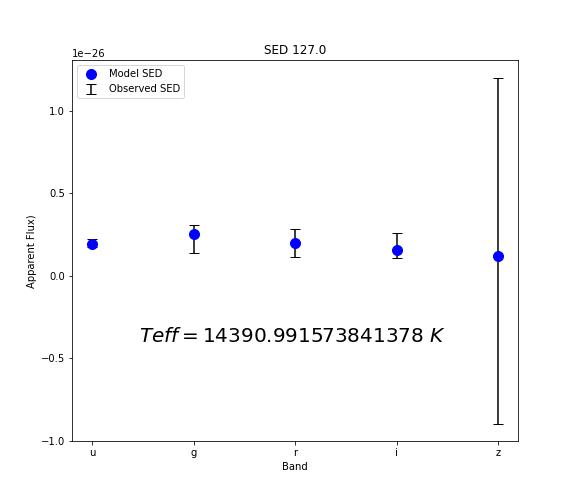 SED 127.0
1e−26
Model SED
Observed SED
1.0
0.5
0.0
−0.5
−1.0
Apparent Flux)
Teff = 14390.991573841378 K
u g r i z
Band